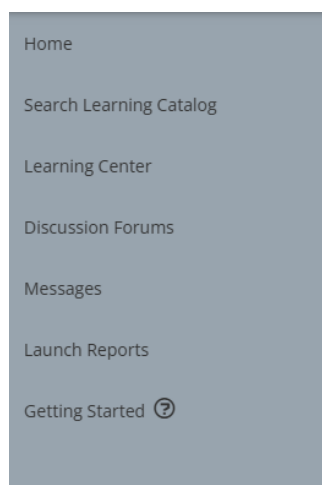 Home
Search Learning Catalog
Learning Center
Discussion Forums
Messages
Launch Reports
Getting Started ?